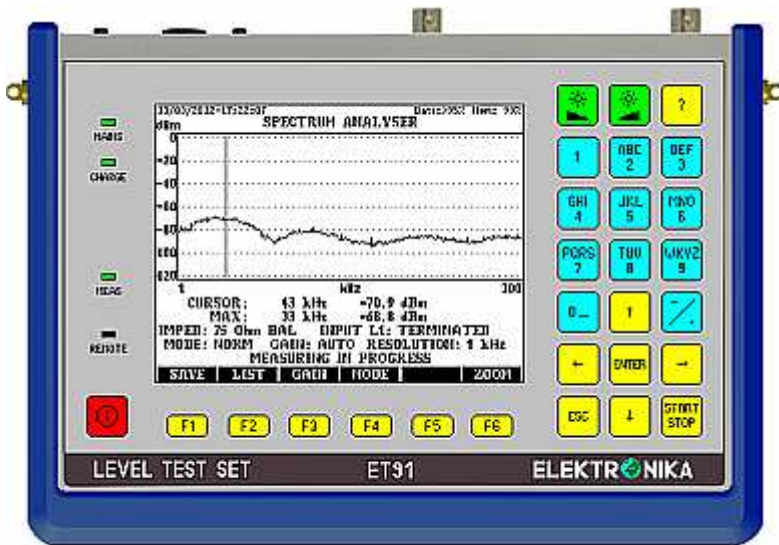 SPECTRUM ANALYSER
dBm
0
-20
-40
-60
-80
120
1 kHz 300
CURSOR: 43 kHz -70,9 dBm
MAX: 33 kHz -68,8 dBm
IMPED: 75 Ohm BAL INPUT L1: TERMINATED
MODE: NORM GAIN: AUTO RESOLUTION: 1 kHz
MEASURING IN PROGRESS
SAVE LIST GAIN MODE ZOOM
MAINS
CHARGE
MEAS
REMOTE
F1 F2 F3 F4 F5 F6
?
1 ABC 2 DEF 3
GHI 4 JKL 5 MNO 6
PQRS 7 TUV 8 WXYZ 9
0
← ENTER →
ESC ↓ START STOP
LEVEL TEST SET ET91 ELEKTRONIKA